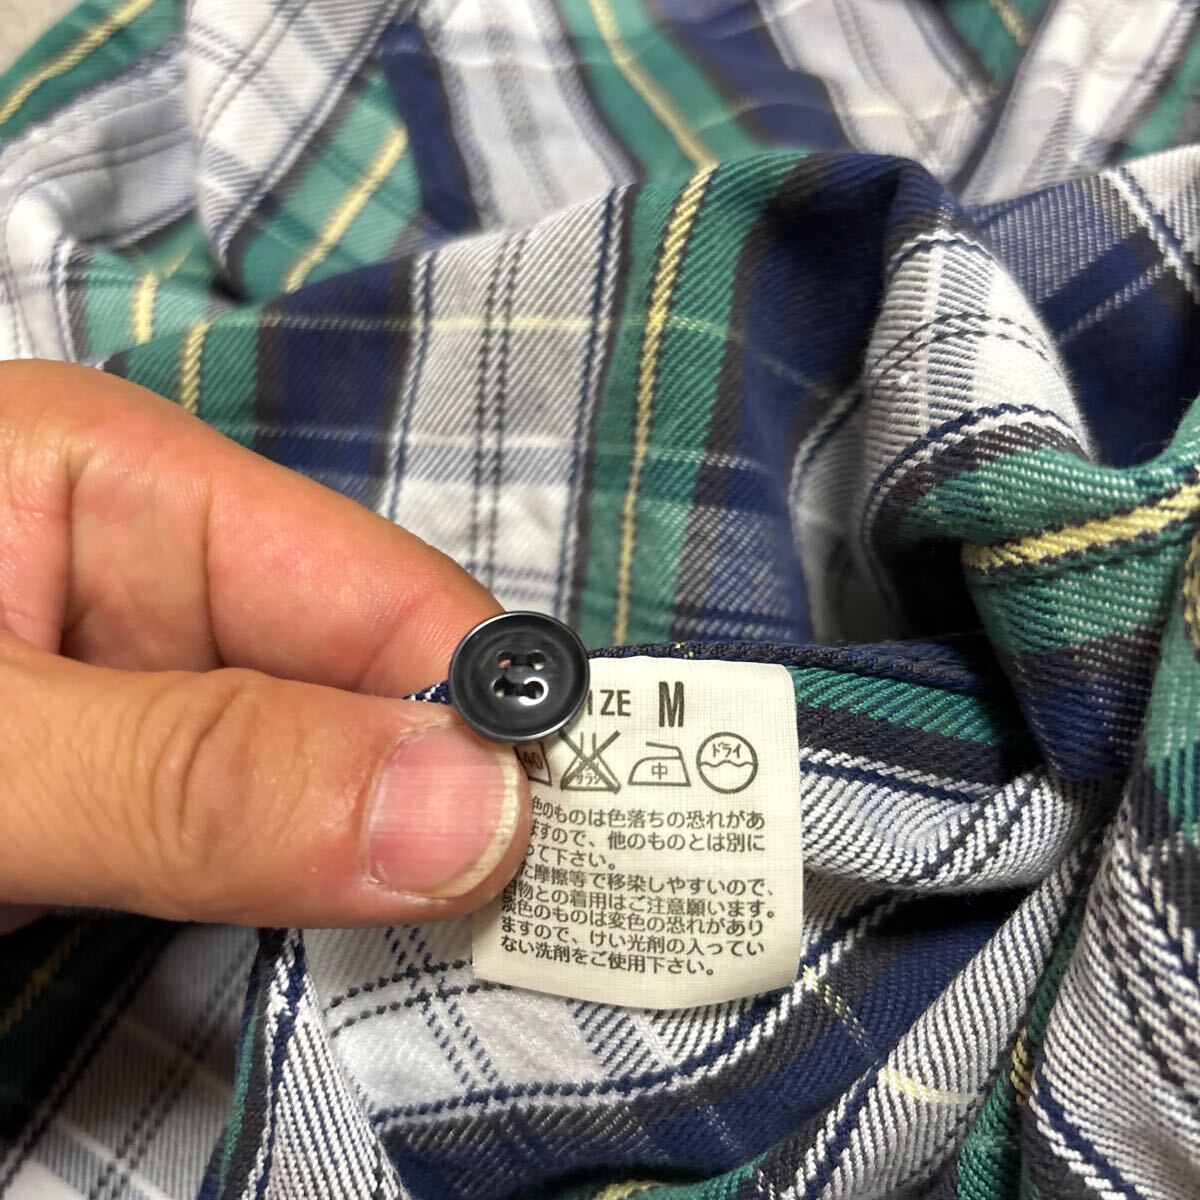 IZE M
40 サラシ 中 ドライ
色のものは色落ちの恐れがあ
ますので、他のものとは別に
って下さい。
た摩擦等で移染しやすいので、
白物との着用はご注意願います。
淡色のものは変色の恐れがあり
ますので、けい光剤の入ってい
ない洗剤をご使用下さい。